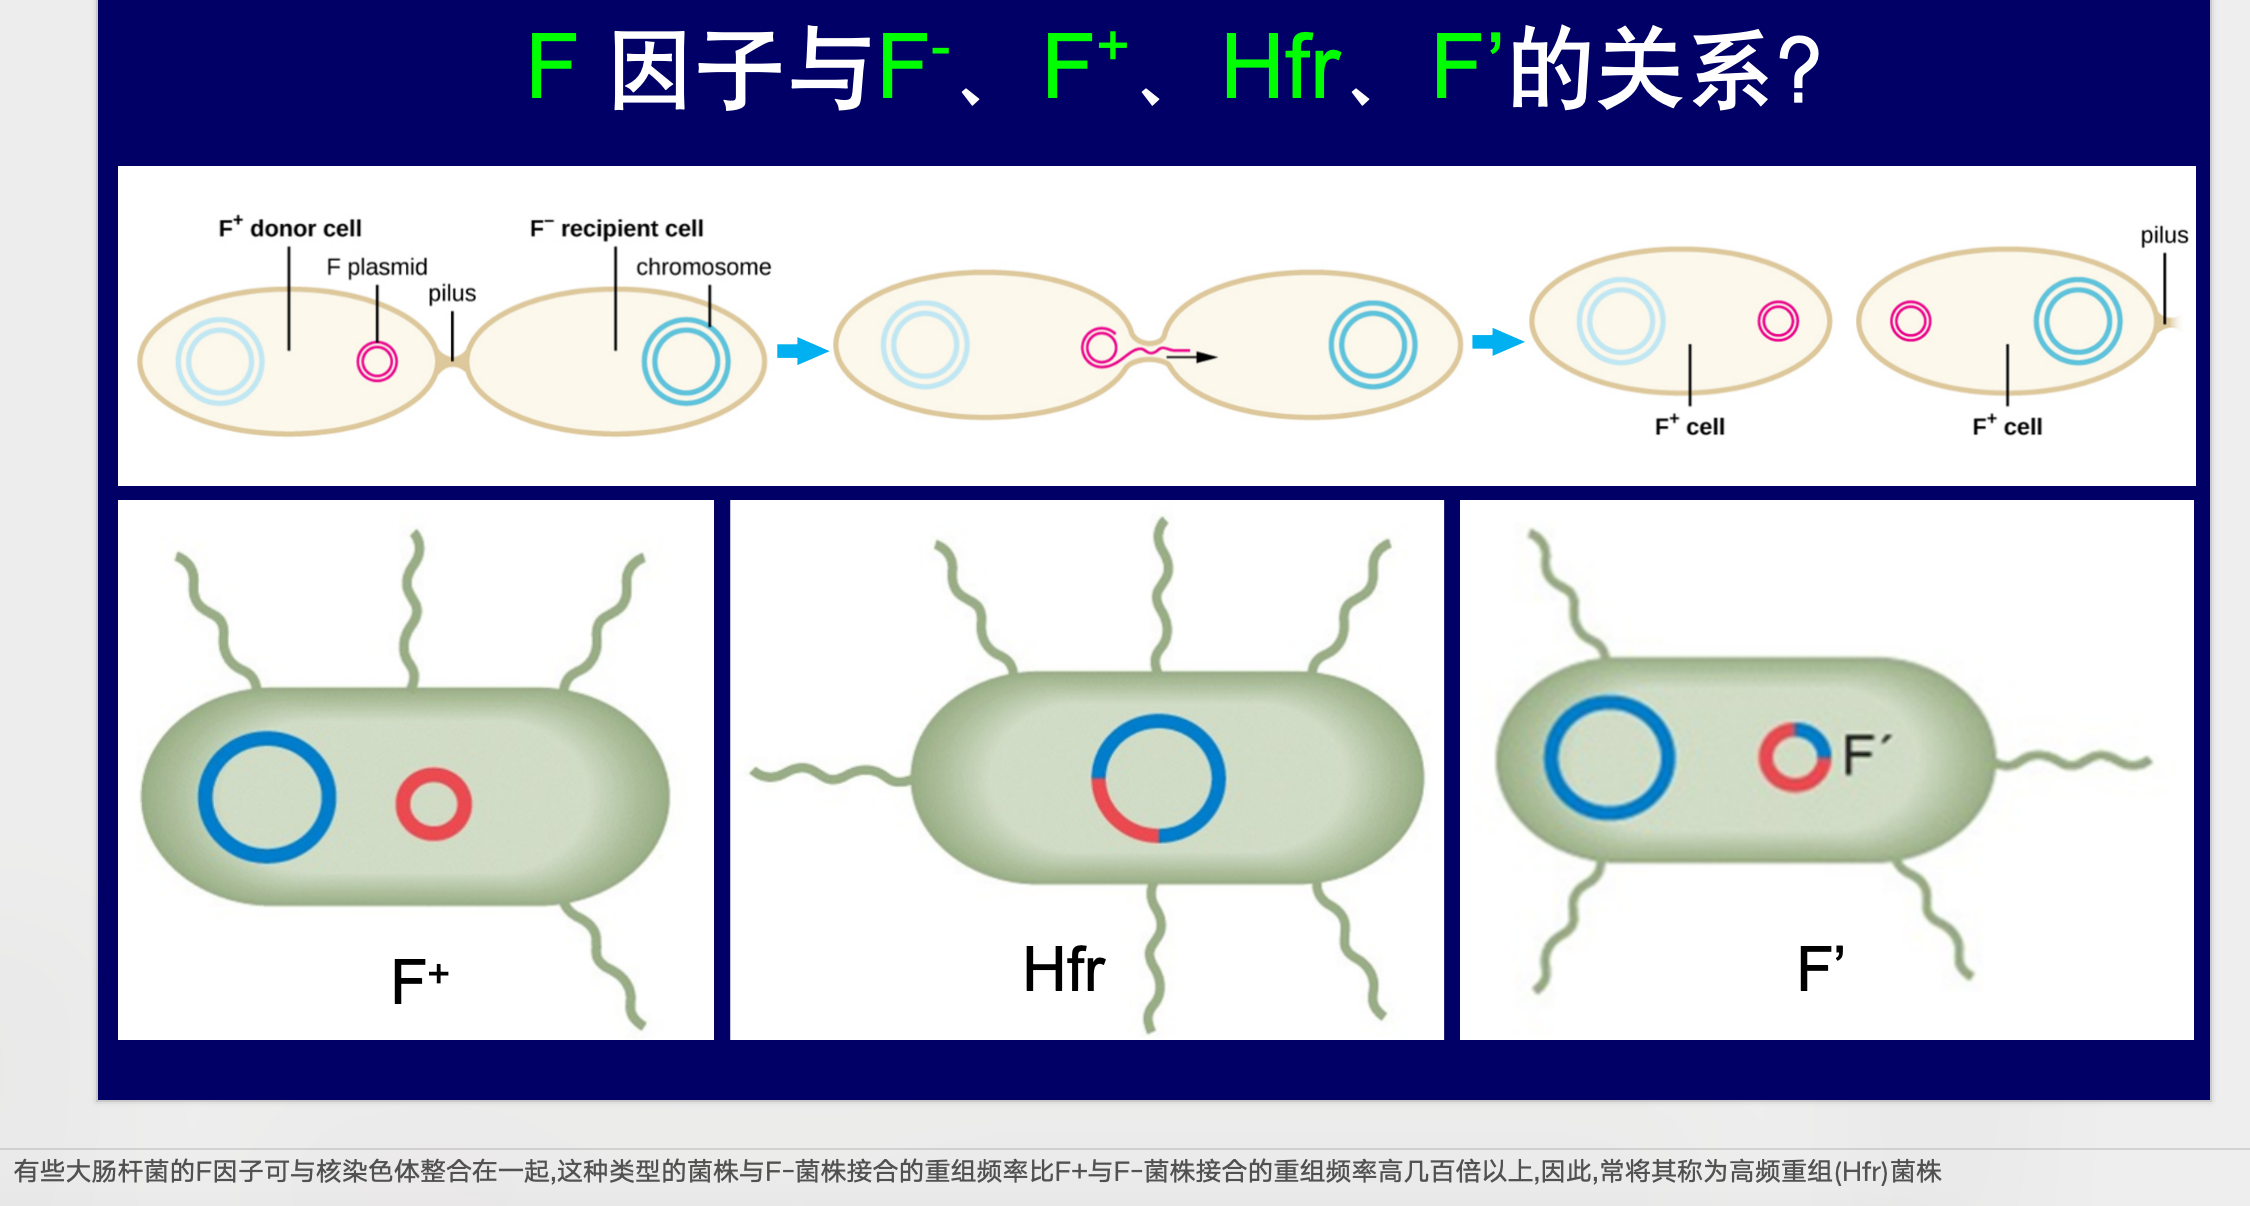 F 因子与F-、F+、Hfr、F’的关系?
F+ donor cell
F- recipient cell
F plasmid
chromosome
pilus
pilus
F+ cell
F+ cell
F´
F+
Hfr
F’
有些大肠杆菌的F因子可与核染色体整合在一起,这种类型的菌株与F-菌株接合的重组频率比F+与F-菌株接合的重组频率高几百倍以上,因此,常将其称为高频重组(Hfr)菌株